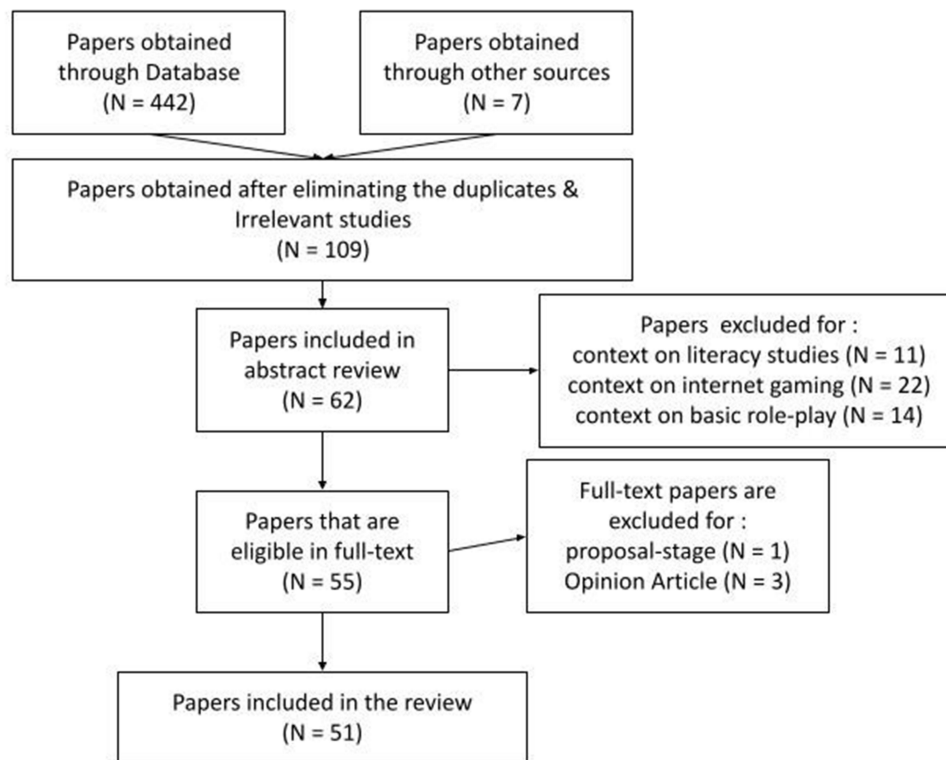 Papers obtained
through Database
(N = 442)
Papers obtained
through other sources
(N = 7)
Papers obtained after eliminating the duplicates &
Irrelevant studies
(N = 109)
Papers included in
abstract review
(N = 62)
Papers excluded for :
context on literacy studies (N = 11)
context on internet gaming (N = 22)
context on basic role-play (N = 14)
Papers that are
eligible in full-text
(N = 55)
Full-text papers are
excluded for :
proposal-stage (N = 1)
Opinion Article (N = 3)
Papers included in the review
(N = 51)